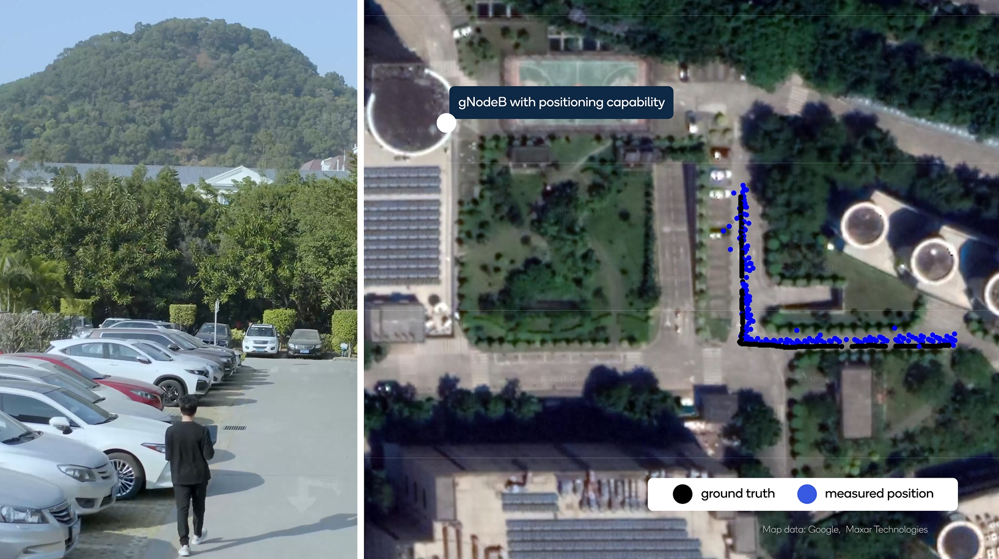 gNodeB with positioning capability
ground truth
measured position
Map data: Google, Maxar Technologies